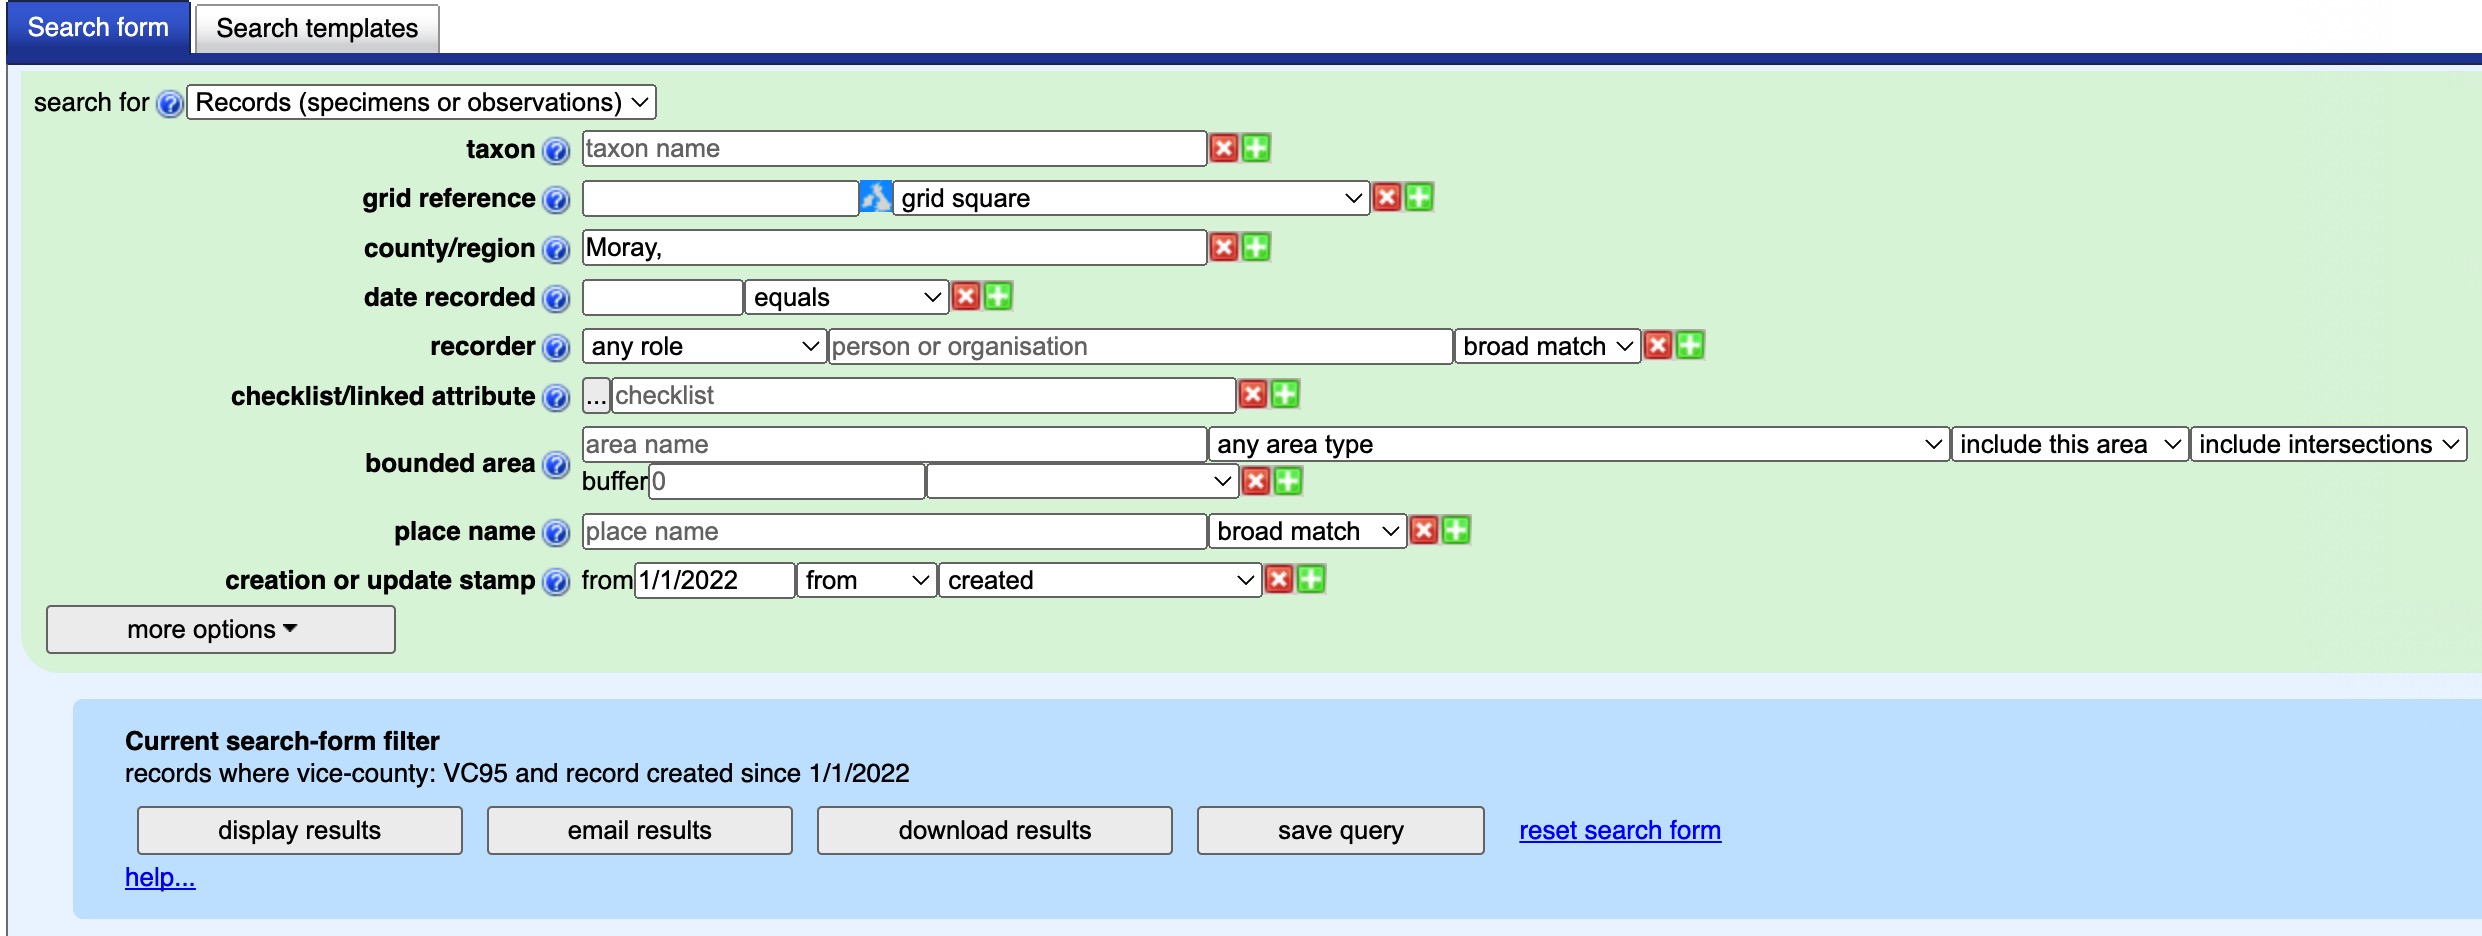 Search form Search templates
search for Records (specimens or observations)
taxon taxon name
grid reference grid square
county/region Moray,
date recorded equals
recorder any role person or organisation broad match
checklist/linked attribute ... checklist
bounded area area name any area type include this area include intersections
buffer 0
place name place name broad match
creation or update stamp from 1/1/2022 from created
more options
Current search-form filter
records where vice-county: VC95 and record created since 1/1/2022
display results email results download results save query reset search form
help...